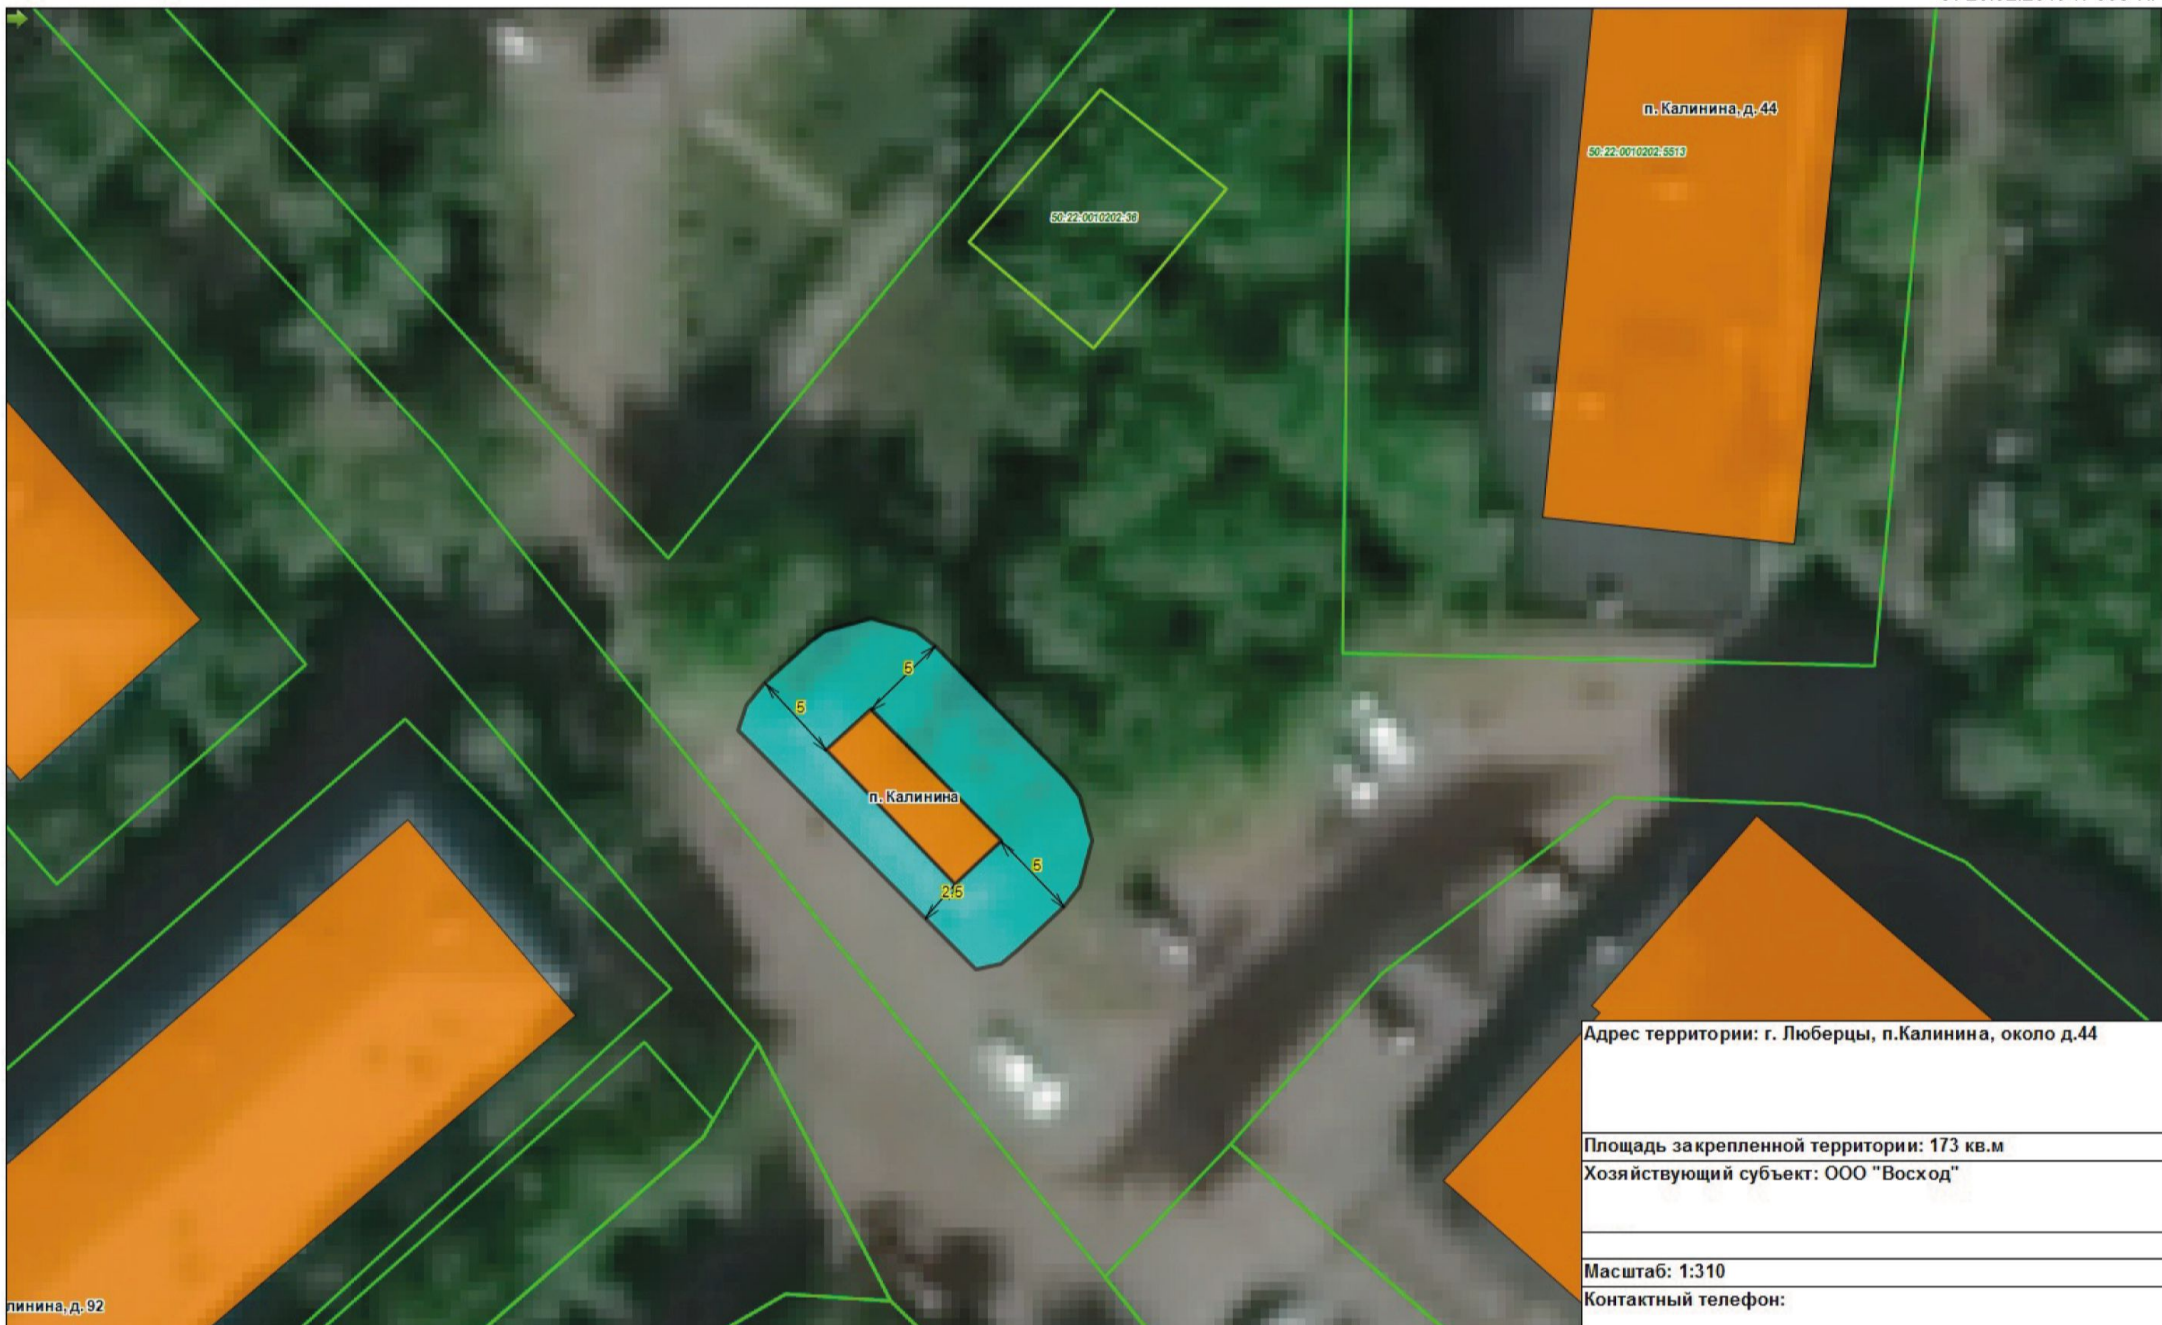 п. Калинина, д. 44
50:22:0010202:5513
50:22:0010202:36
5
5
п. Калинина
5
2,5
Адрес территории: г. Люберцы, п.Калинина, около д.44
Площадь закрепленной территории: 173 кв.м
Хозяйствующий субъект: ООО "Восход"
Масштаб: 1:310
Контактный телефон:
линина, д. 92